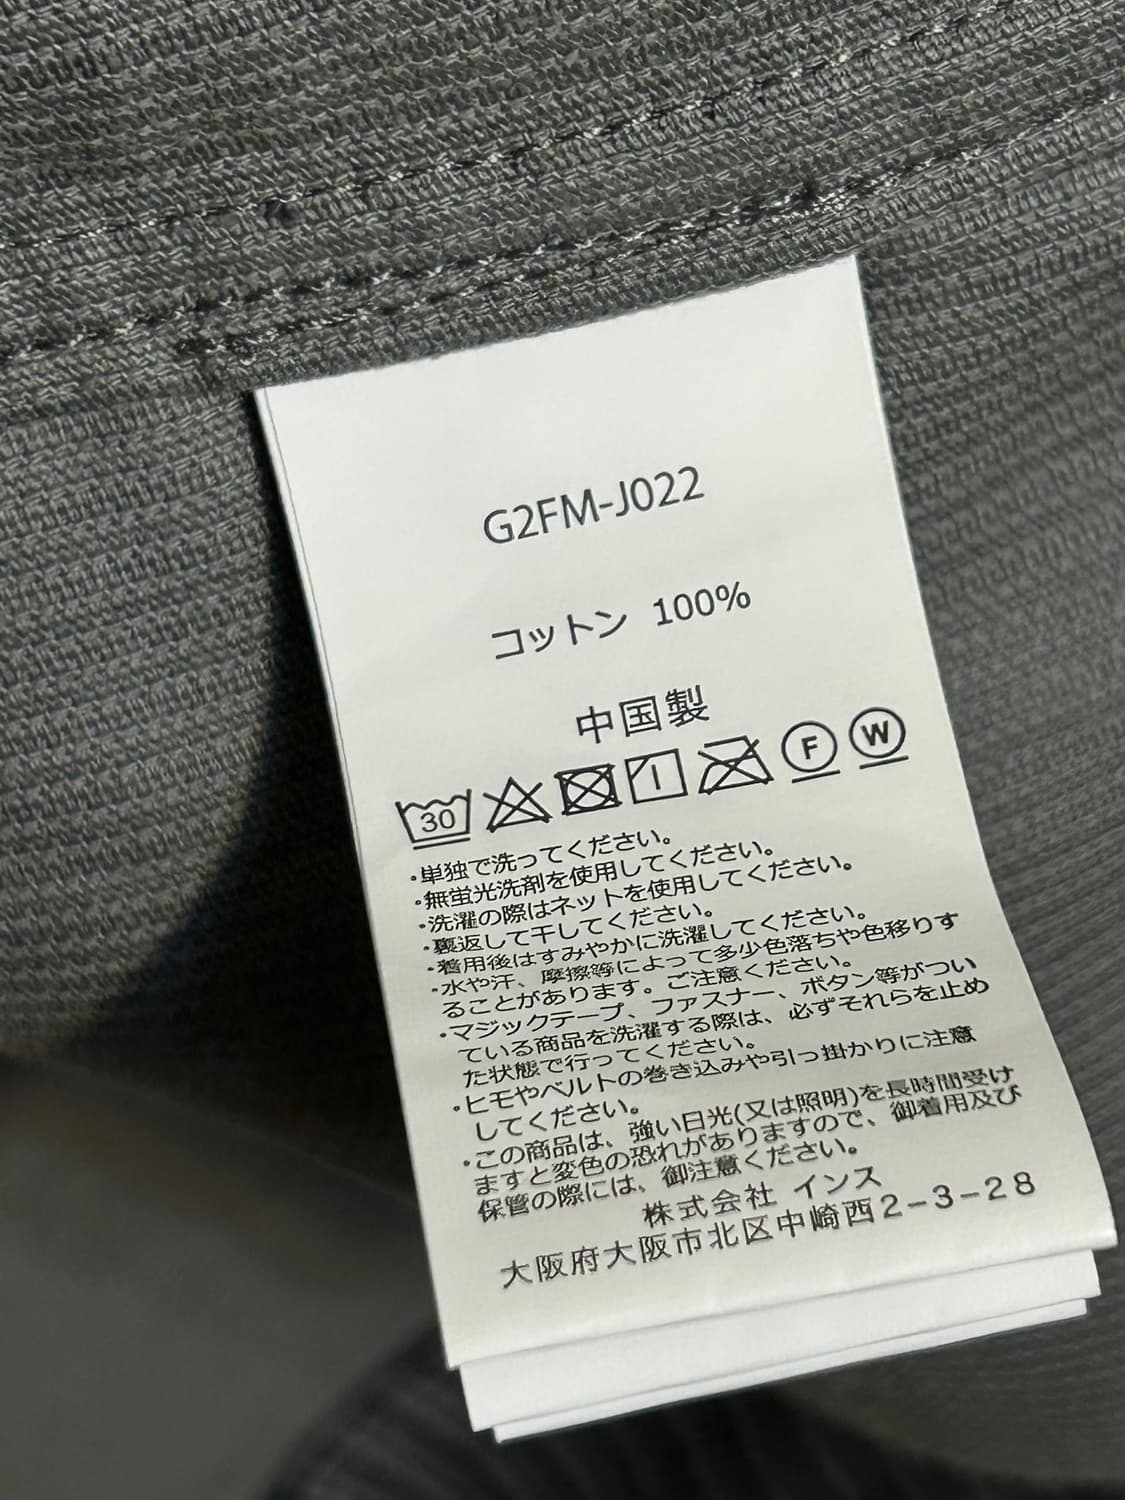 G2FM-J022
コットン 100%
中国製
30 F W
・単独で洗ってください。
・無蛍光洗剤を使用してください。
・洗濯の際はネットを使用してください。
・裏返して干してください。
・着用後はすみやかに洗濯してください。
・水や汗、摩擦等によって多少色落ちや色移りす
ることがあります。ご注意ください。
・マジックテープ、ファスナー、ボタン等がつい
ている商品を洗濯する際は、必ずそれらを止め
た状態で行ってください。
・ヒモやベルトの巻き込みや引っ掛かりに注意
してください。
・この商品は、強い日光(又は照明)を長時間受け
ますと変色の恐れがありますので、御着用及び
保管の際には、御注意ください。
株式会社 インス
大阪府大阪市北区中崎西2-3-28